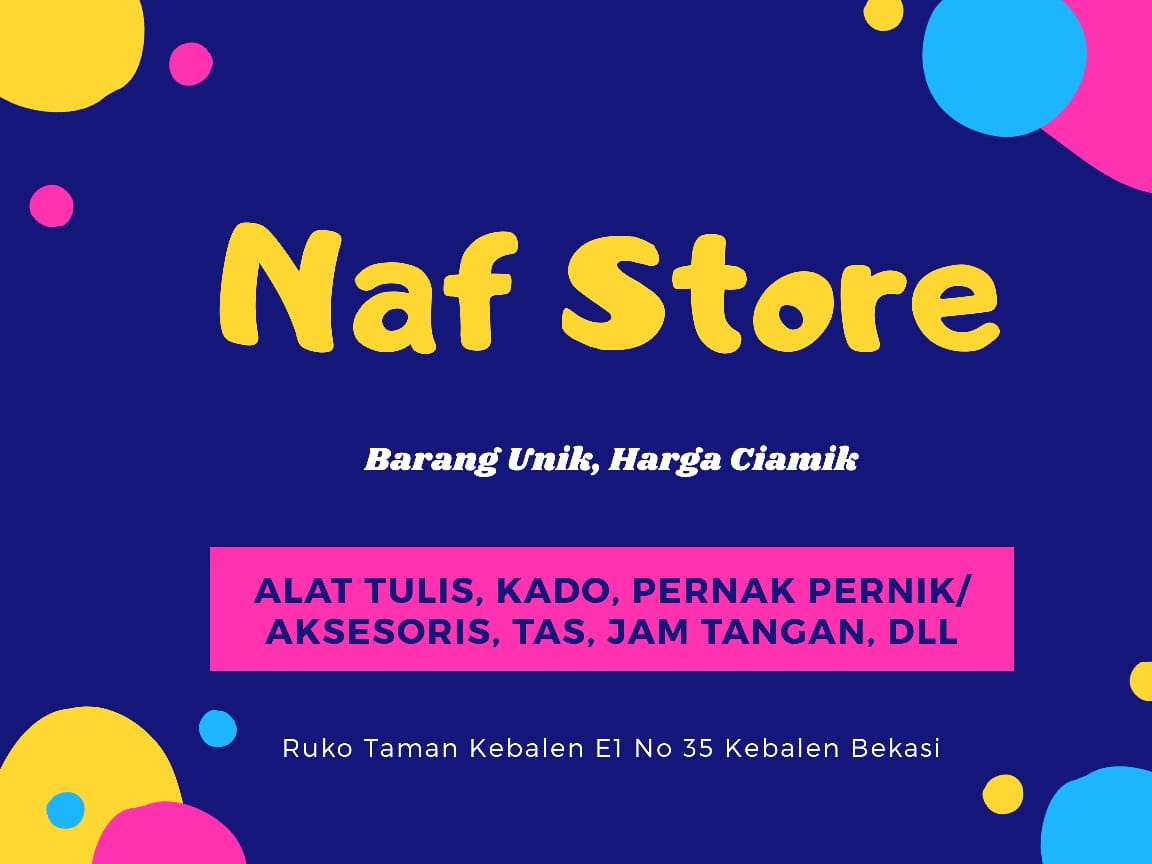 Naf Store
Barang Unik, Harga Ciamik
ALAT TULIS, KADO, PERNAK PERNIK/
AKSESORIS, TAS, JAM TANGAN, DLL
Ruko Taman Kebalen E1 No 35 Kebalen Bekasi